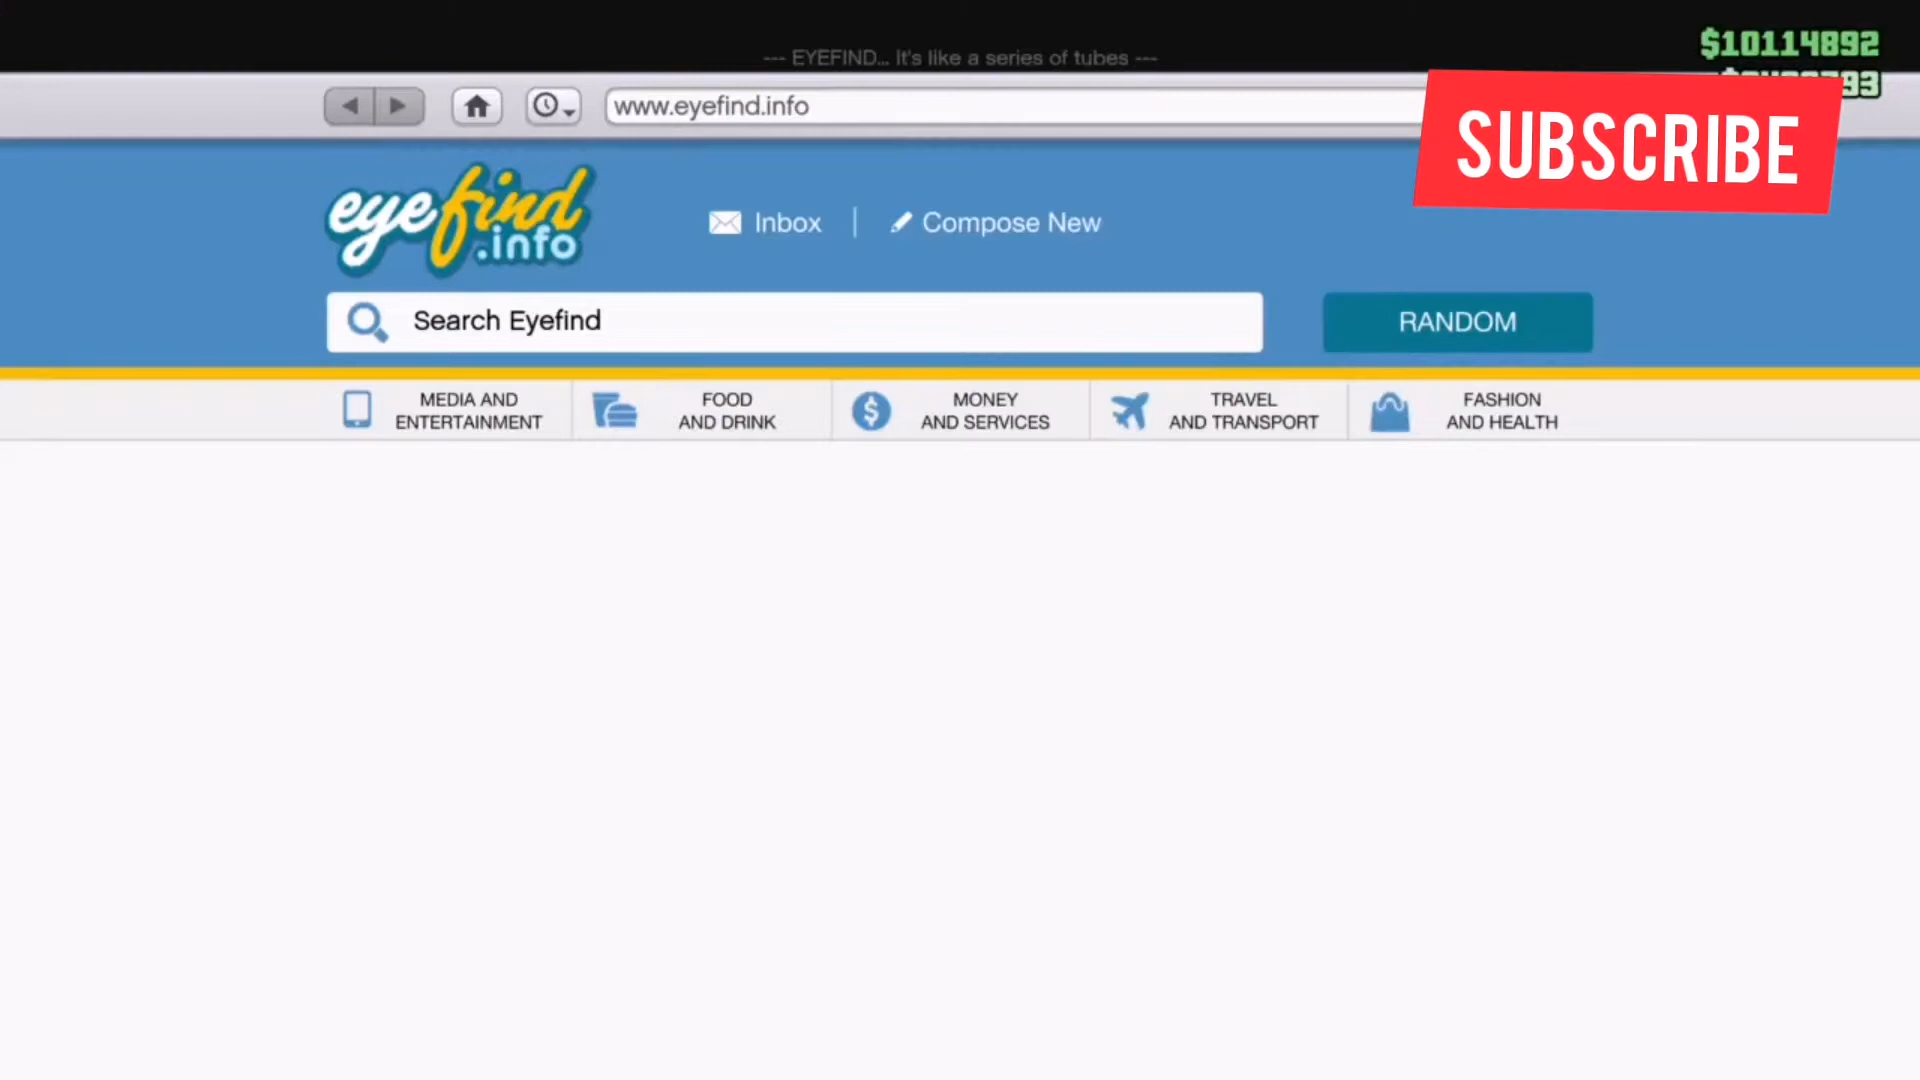 --- EYEFIND... It's like a series of tubes ---
$10114892
93
www.eyefind.info
SUBSCRIBE
eyefind
.info
Inbox
Compose New
Search Eyefind
RANDOM
MEDIA AND
ENTERTAINMENT
FOOD
AND DRINK
MONEY
AND SERVICES
TRAVEL
AND TRANSPORT
FASHION
AND HEALTH